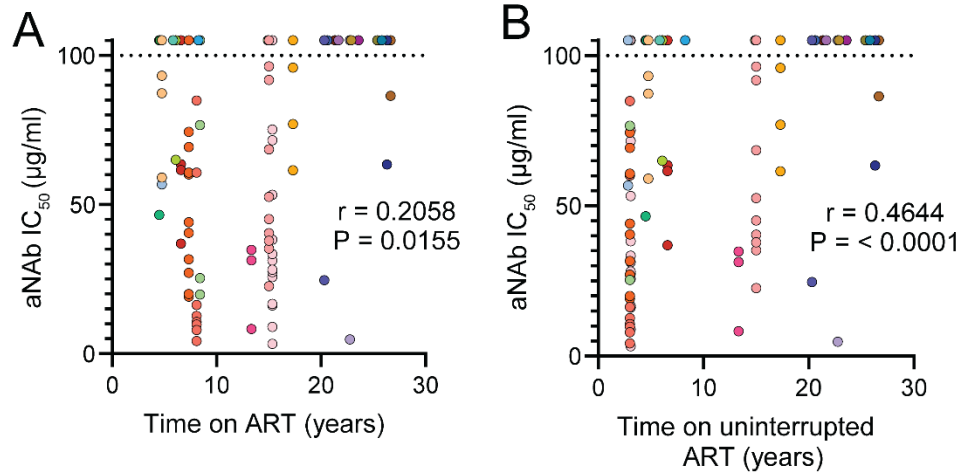 A
aNAb IC50 (µg/ml)
100
50
0
r = 0.2058
P = 0.0155
0 10 20 30
Time on ART (years)
B
aNAb IC50 (µg/ml)
100
50
0
r = 0.4644
P = < 0.0001
0 10 20 30
Time on uninterrupted
ART (years)